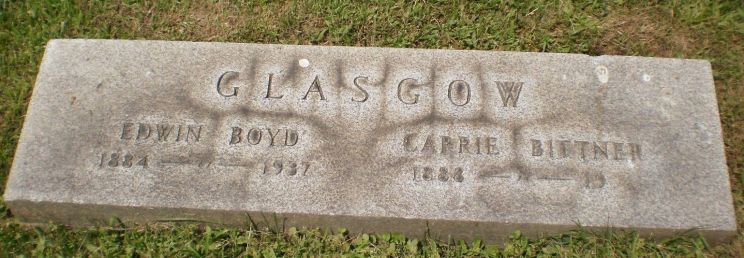 GLASGOW
EDWIN BOYD
1884 — 1937
CARRIE BITTNER
1888 — 19